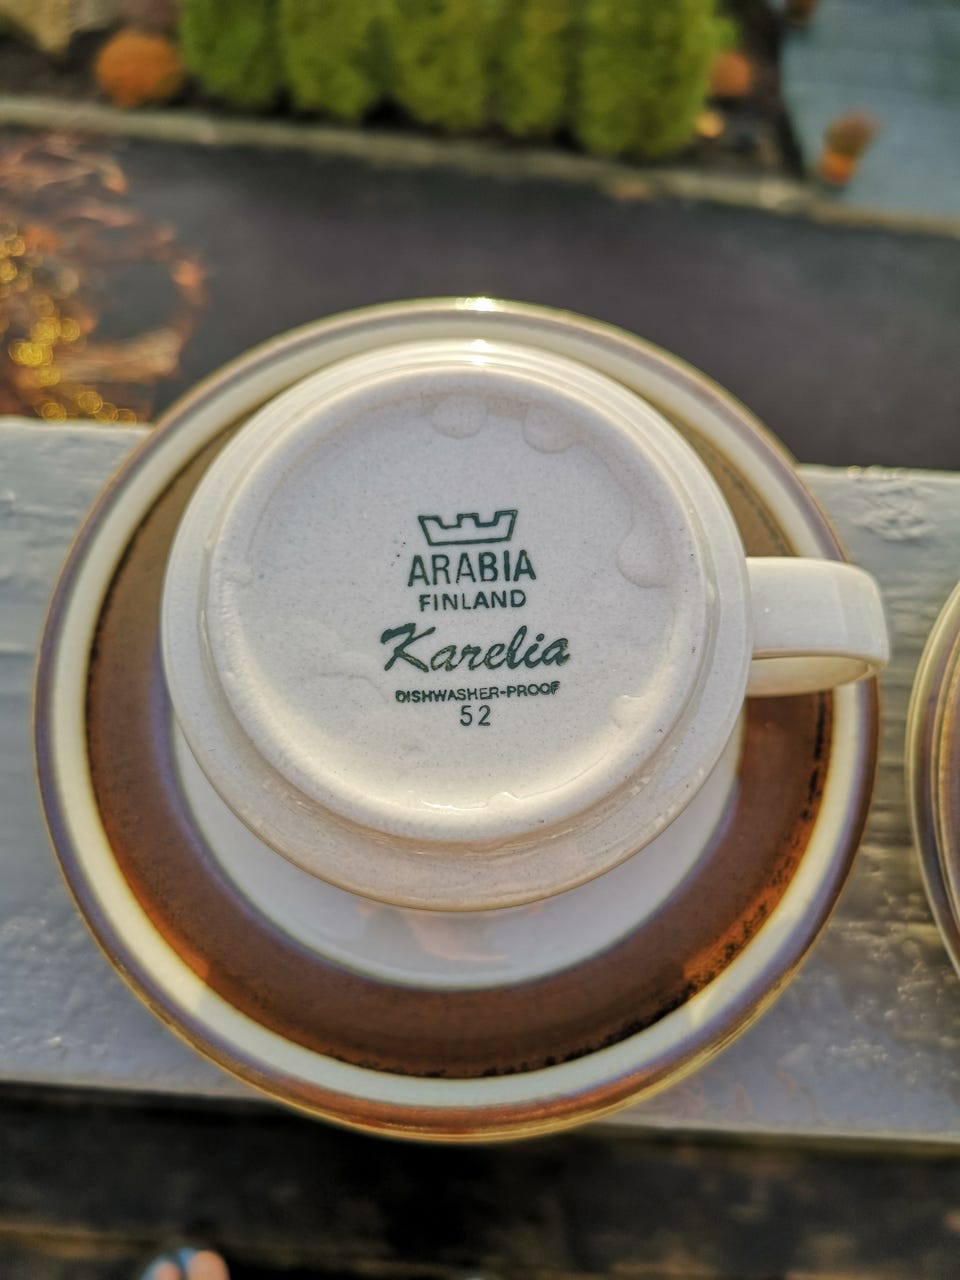 ARABIA
FINLAND
Karelia
DISHWASHER-PROOF
52